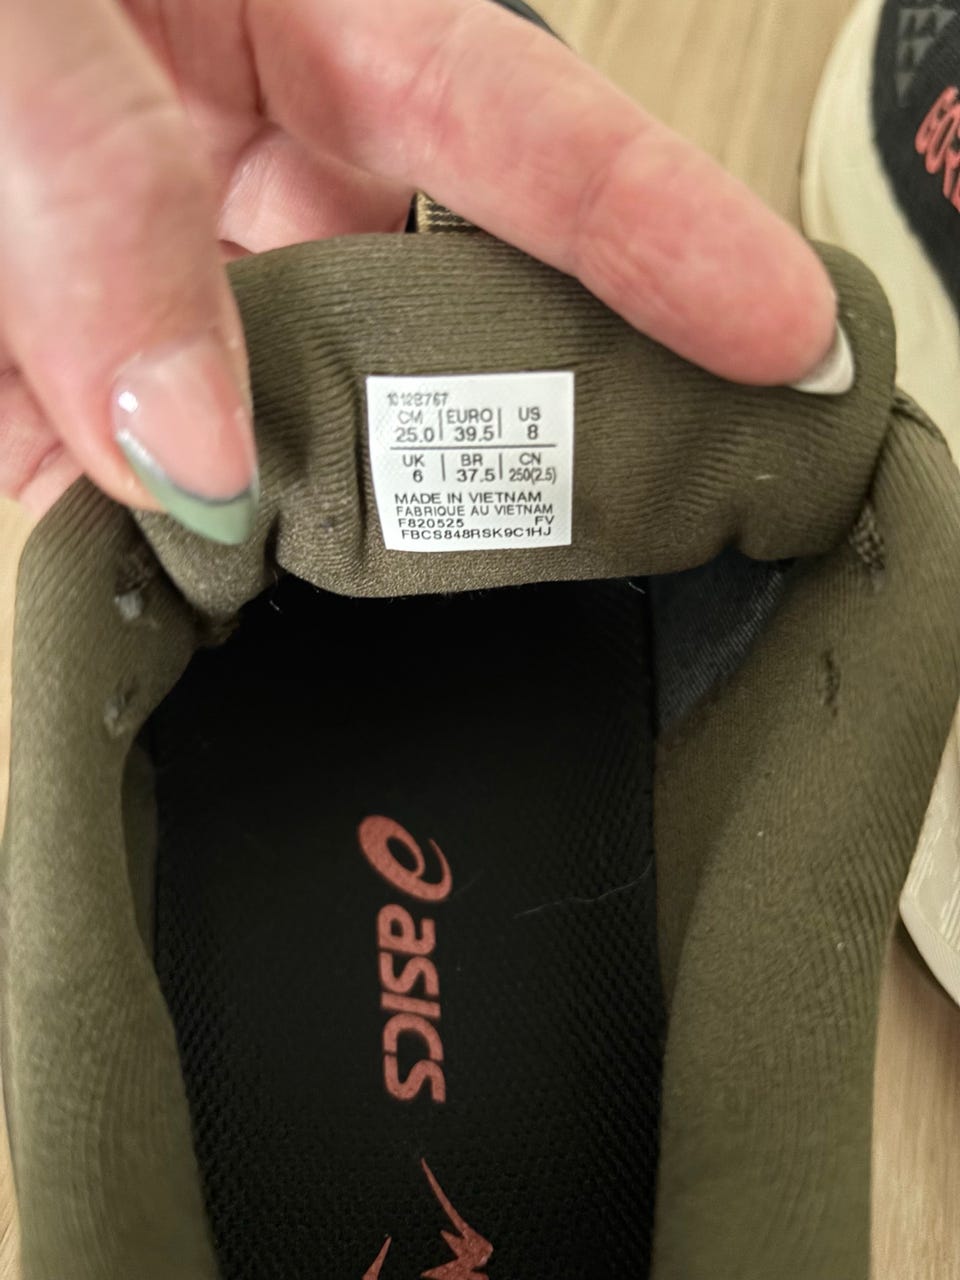 1012B767
CM | EURO | US
25.0 | 39.5 | 8
UK | BR | CN
6 | 37.5 | 250(2.5)
MADE IN VIETNAM
FABRIQUE AU VIETNAM
F820525 FV
FBCS848RSK9C1HJ
asics